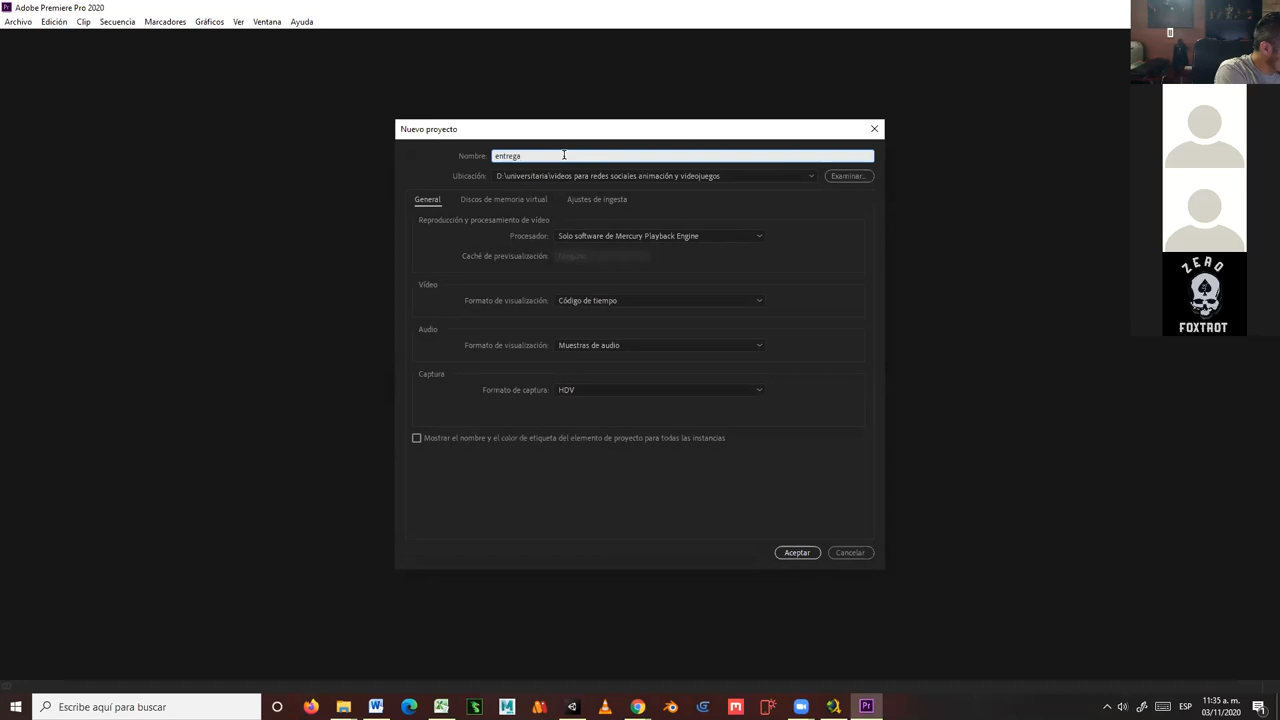 Adobe Premiere Pro 2020
Archivo Edición Clip Secuencia Marcadores Gráficos Ver Ventana Ayuda
Nuevo proyecto
Nombre: entrega
Ubicación: D:\universitaria\videos para redes sociales animación y videojuegos Examinar...
General Discos de memoria virtual Ajustes de ingesta
Reproducción y procesamiento de vídeo
Procesador: Solo software de Mercury Playback Engine
Caché de previsualización: Ninguno
Vídeo
Formato de visualización: Código de tiempo
Audio
Formato de visualización: Muestras de audio
Captura
Formato de captura: HDV
Mostrar el nombre y el color de etiqueta del elemento de proyecto para todas las instancias
Aceptar Cancelar
ZERO
FOXTROT
Escribe aquí para buscar
ESP
11:35 a.m.
03/11/2020